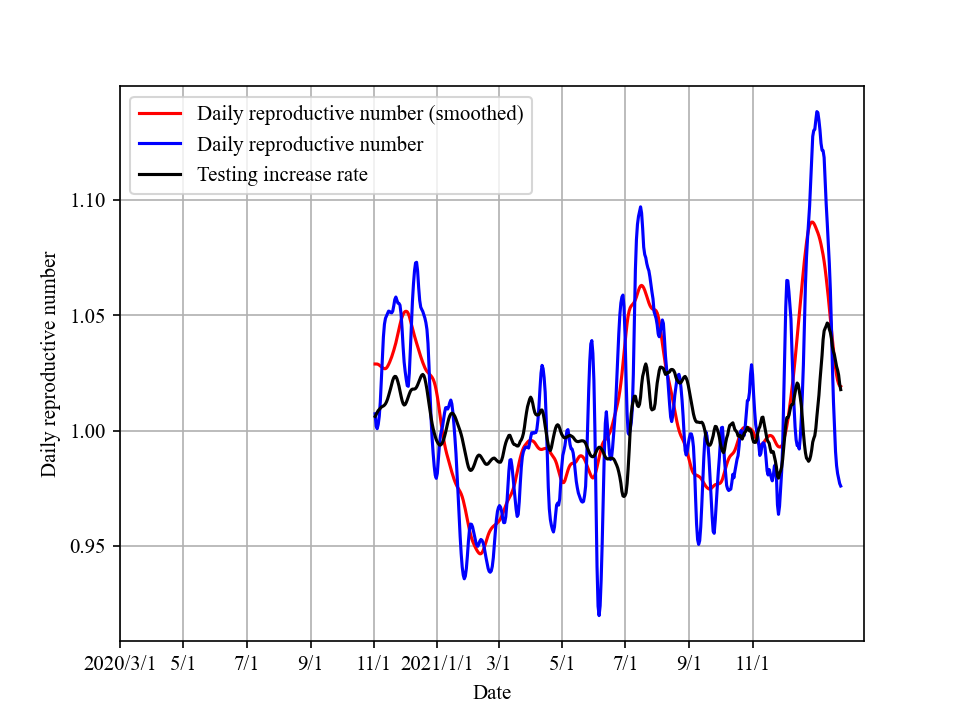 Daily reproductive number (smoothed)
Daily reproductive number
Testing increase rate
1.10
1.05
1.00
0.95
Daily reproductive number
2020/3/1 5/1 7/1 9/1 11/1 2021/1/1 3/1 5/1 7/1 9/1 11/1
Date